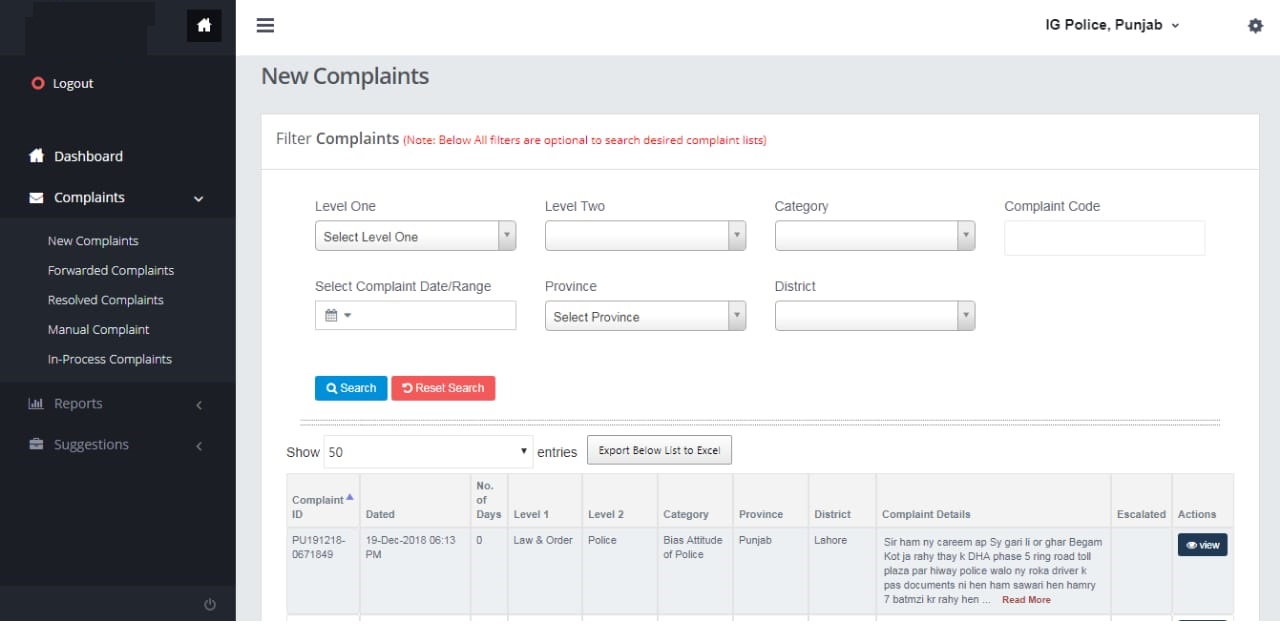 IG Police, Punjab
Logout
Dashboard
Complaints
New Complaints
Forwarded Complaints
Resolved Complaints
Manual Complaint
In-Process Complaints
Reports
Suggestions
New Complaints
Filter Complaints (Note: Below All filters are optional to search desired complaint lists)
Level One
Level Two
Category
Complaint Code
Select Level One
Select Complaint Date/Range
Province
District
Select Province
Search
Reset Search
Show 50 entries
Export Below List to Excel
Complaint ID
Dated
No. of Days
Level 1
Level 2
Category
Province
District
Complaint Details
Escalated
Actions
PU191218-
0671849
19-Dec-2018 06:13
PM
0
Law & Order
Police
Bias Attitude
of Police
Punjab
Lahore
Sir ham ny careem ap Sy gari li or ghar Begam
Kot ja rahy thay k DHA phase 5 ring road toll
plaza par hiway police walo ny roka driver k
pas documents ni hen ham sawari hen hamry
7 batmzi kr rahy hen ... Read More
view